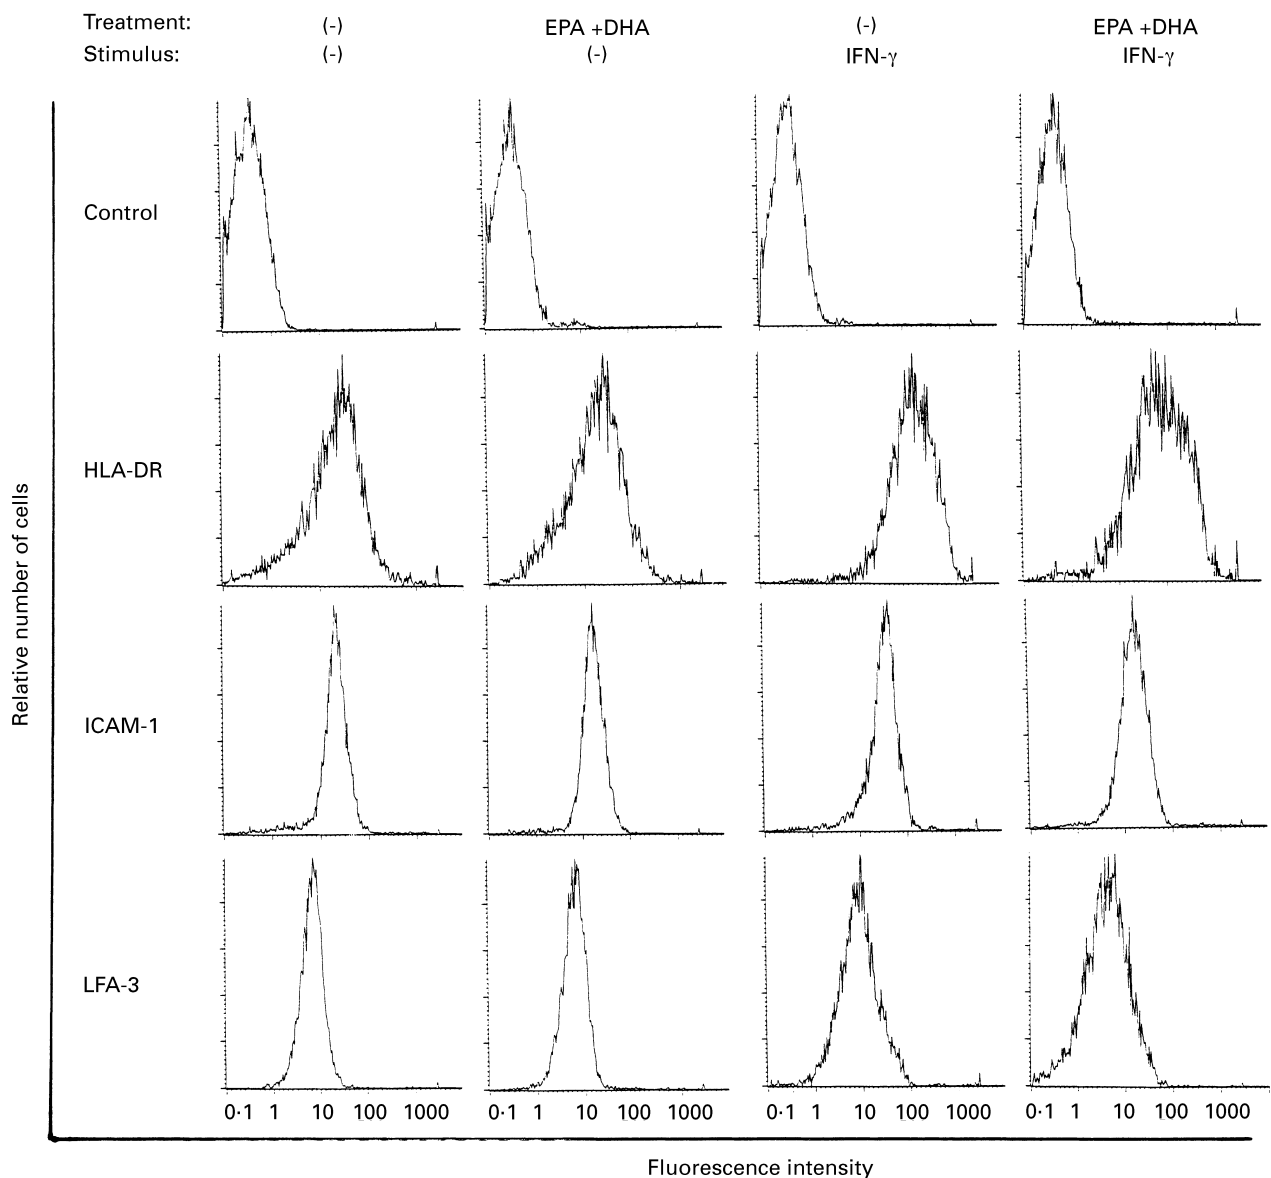 Treatment: (-) EPA +DHA (-) EPA +DHA
Stimulus: (-) (-) IFN-γ IFN-γ
Control
HLA-DR
ICAM-1
LFA-3
Relative number of cells
0·1 1 10 100 1000 0·1 1 10 100 1000 0·1 1 10 100 1000 0·1 1 10 100 1000
Fluorescence intensity